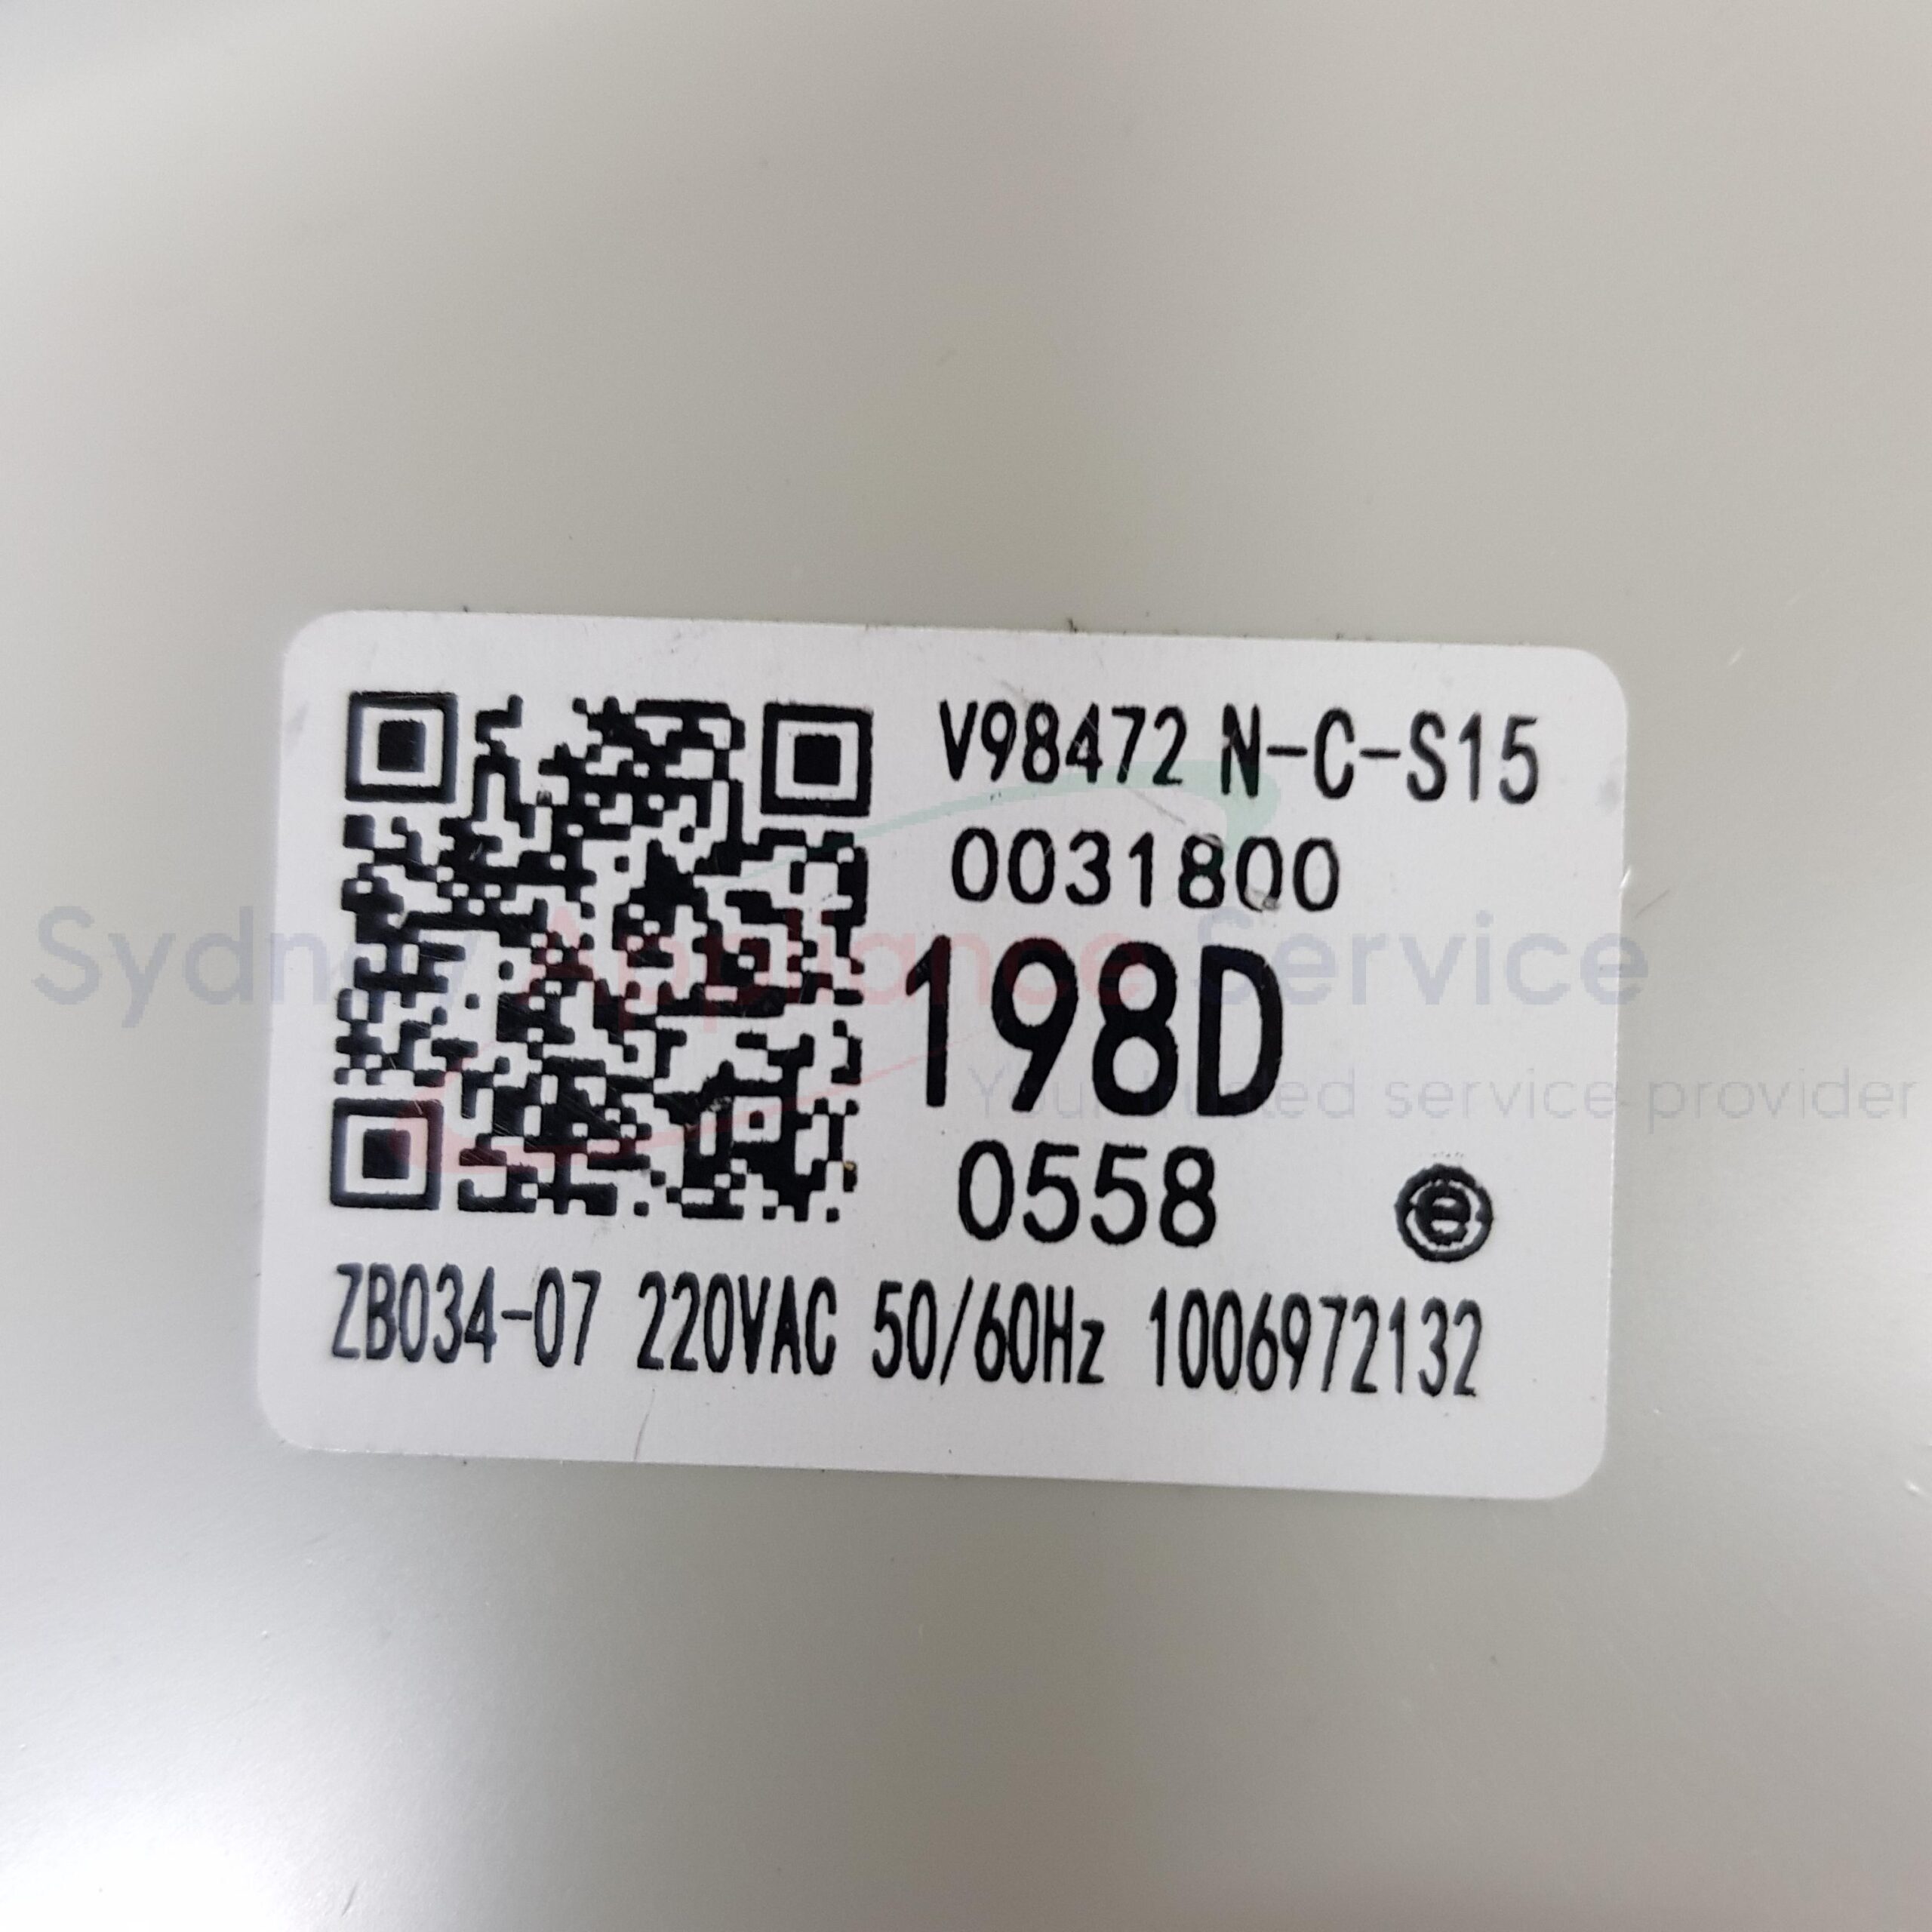 V98472 N-C-S15
0031800
198D
0558
e
ZB034-07 220VAC 50/60Hz 1006972132
Sydney Appliance Service
Your trusted service provider